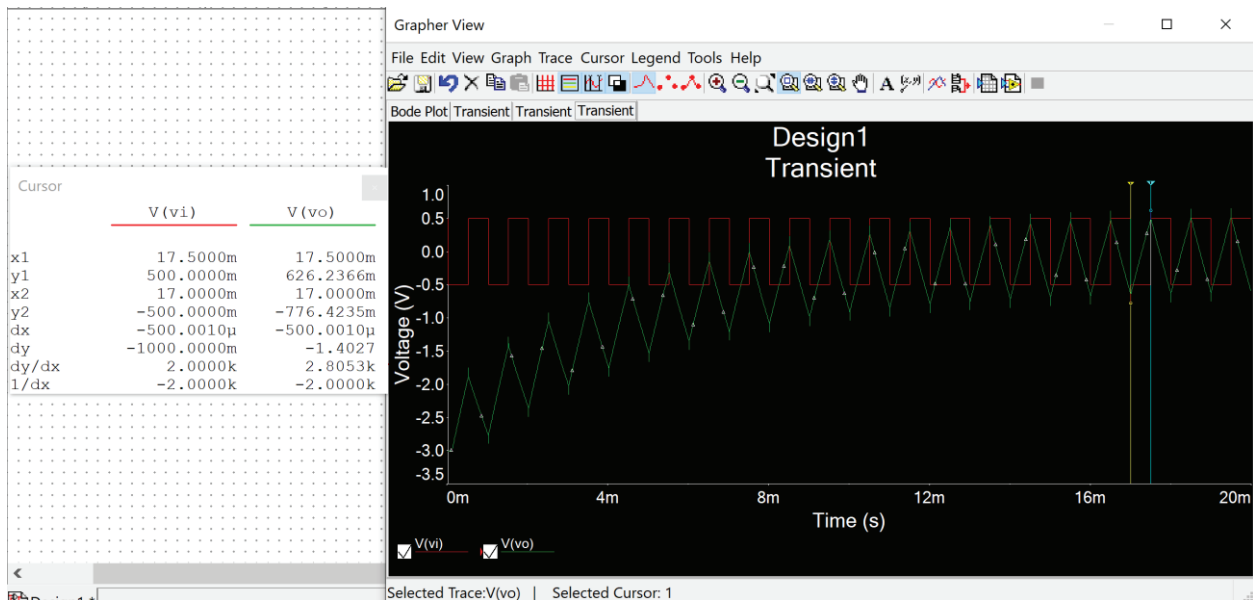 Grapher View
File Edit View Graph Trace Cursor Legend Tools Help
Bode Plot Transient Transient Transient
Design1
Transient
Cursor
V(vi) V(vo)
x1 17.5000m 17.5000m
y1 500.0000m 626.2366m
x2 17.0000m 17.0000m
y2 -500.0000m -776.4235m
dx -500.0010µ -500.0010µ
dy -1000.0000m -1.4027
dy/dx 2.0000k 2.8053k
1/dx -2.0000k -2.0000k
Voltage (V)
1.0
0.5
0.0
-0.5
-1.0
-1.5
-2.0
-2.5
-3.0
-3.5
0m 4m 8m 12m 16m 20m
Time (s)
V(vi) V(vo)
Selected Trace:V(vo) | Selected Cursor: 1